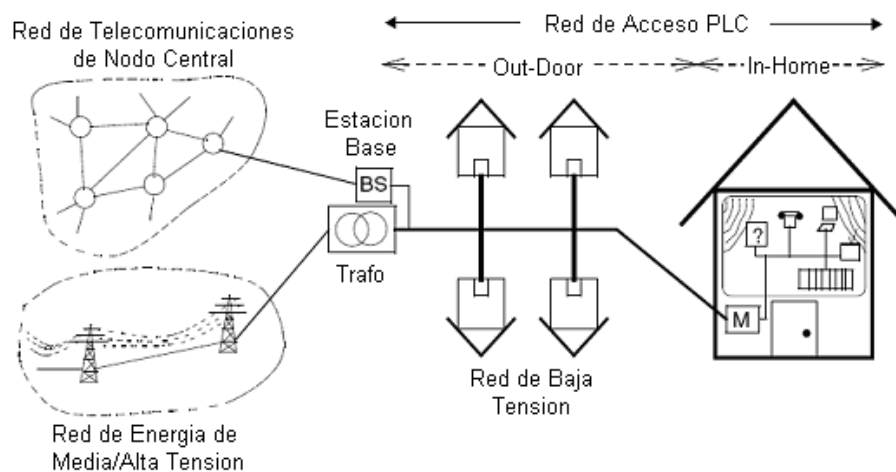 Red de Telecomunicaciones
de Nodo Central
Red de Acceso PLC
Out-Door
In-Home
Estacion
Base
BS
Trafo
?
M
Red de Baja
Tension
Red de Energia de
Media/Alta Tension